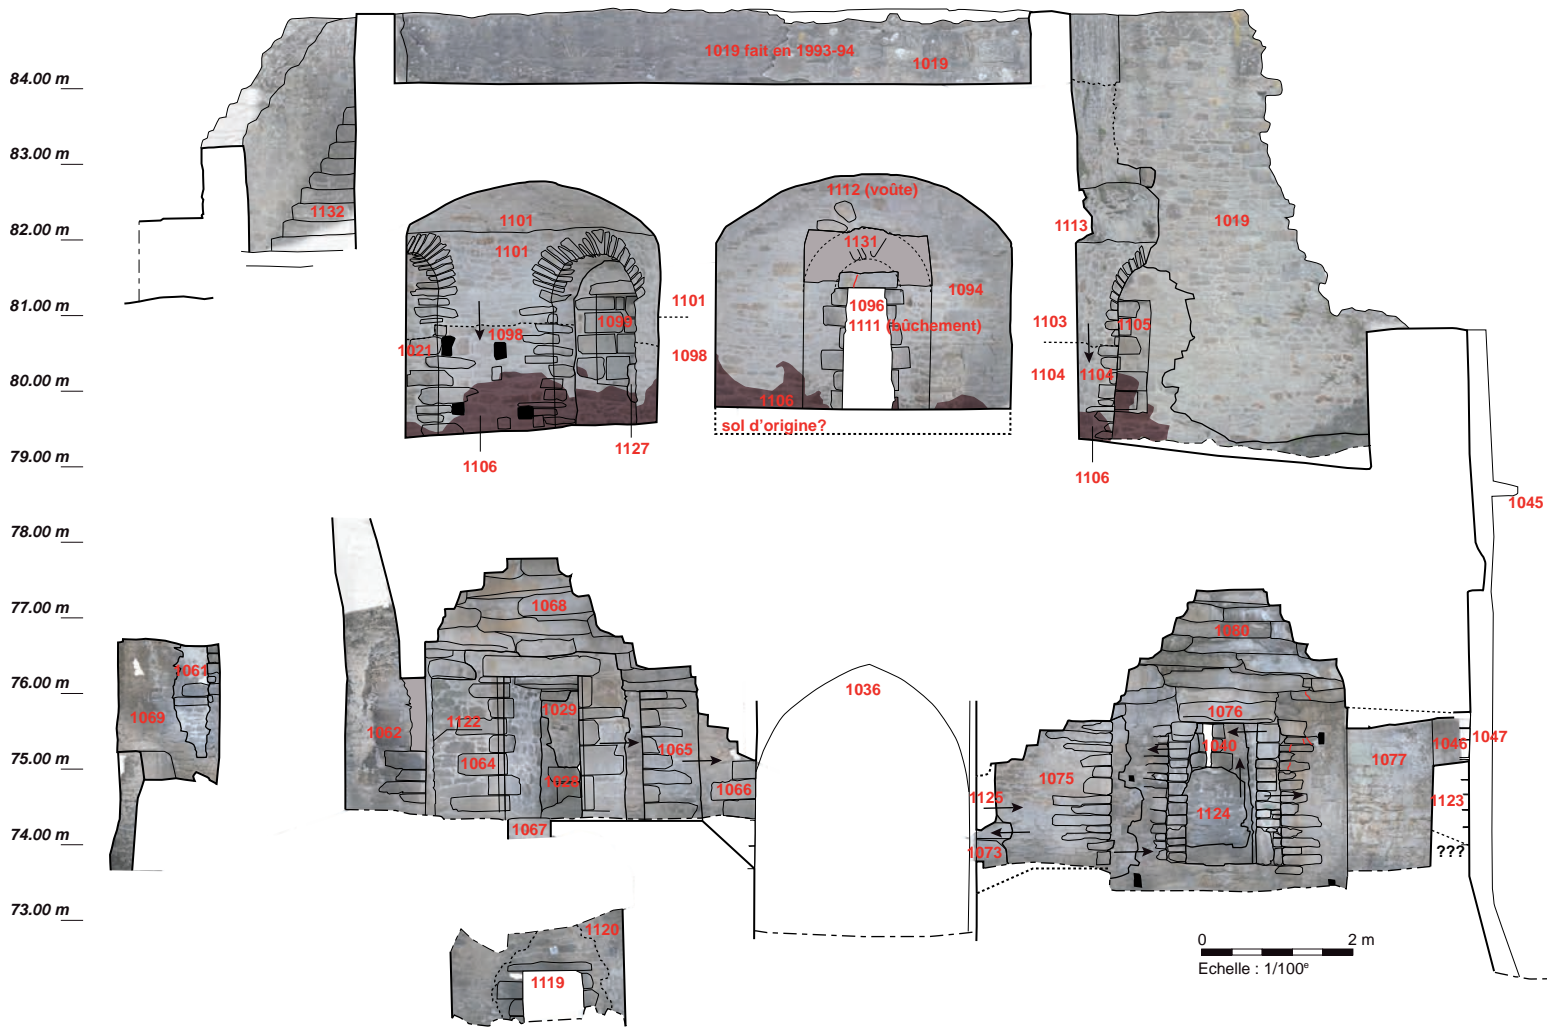 1019 fait en 1993-94
1019
84.00 m
83.00 m
82.00 m
81.00 m
80.00 m
79.00 m
78.00 m
77.00 m
76.00 m
75.00 m
74.00 m
73.00 m
1132
1101
1101
1098
1099
1021
1101
1098
1127
1106
1112 (voûte)
1131
1094
1096
1111 (bûchement)
1106
sol d'origine?
1113
1019
1103
1105
1104
1104
1106
1045
1061
1069
1068
1062
1122
1029
1064
1028
1065
1066
1067
1036
1080
1076
1040
1075
1125
1124
1073
1077
1046
1047
1123
???
1120
1119
0 2 m
Echelle : 1/100e